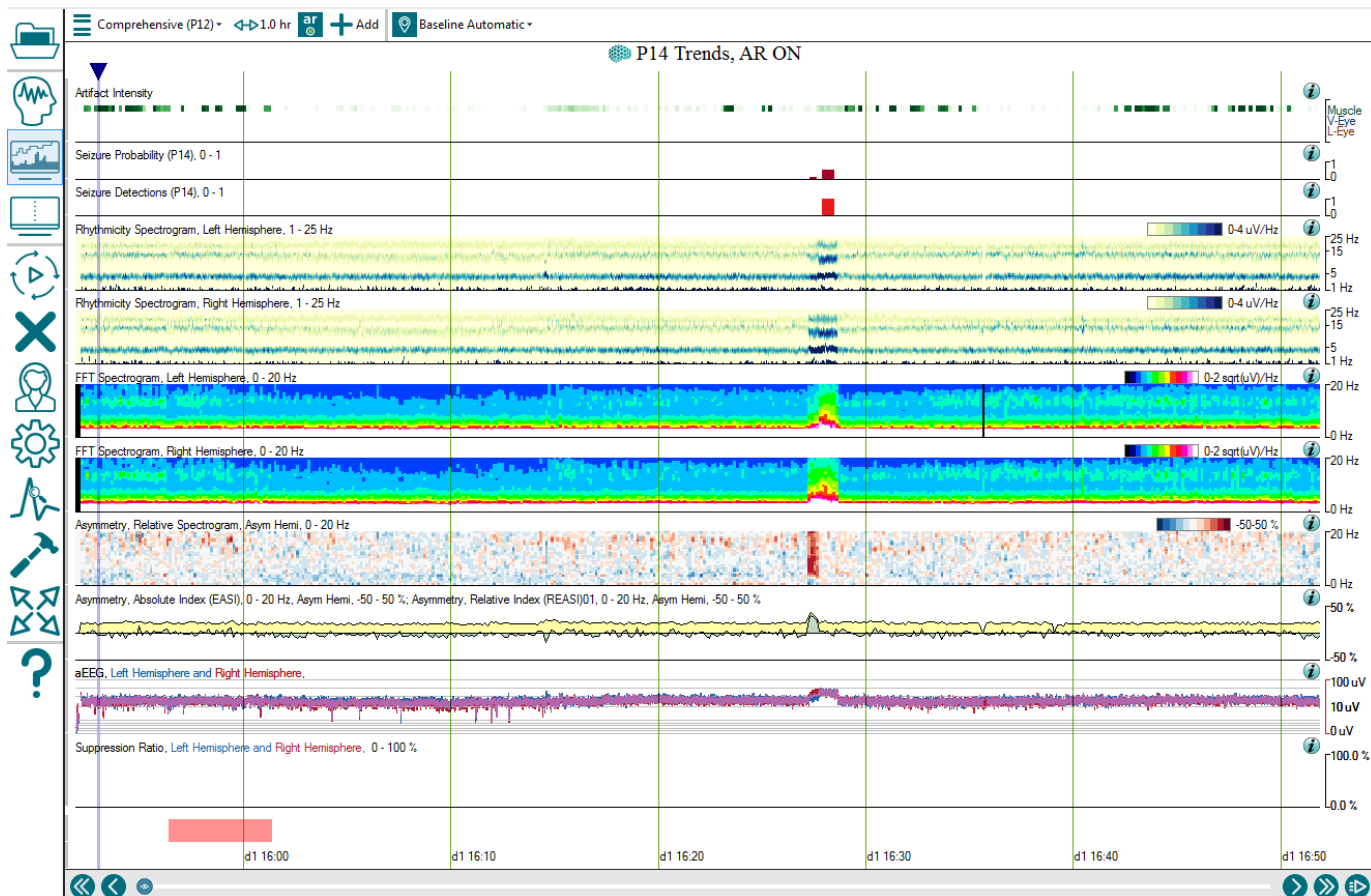 Comprehensive (P12) 1.0 hr ar Add Baseline Automatic
P14 Trends, AR ON
Artifact Intensity
Muscle
V-Eye
L-Eye
Seizure Probability (P14), 0 - 1
1
0
Seizure Detections (P14), 0 - 1
1
0
Rhythmicity Spectrogram, Left Hemisphere, 1 - 25 Hz
0-4 uV/Hz
25 Hz
15
5
1 Hz
Rhythmicity Spectrogram, Right Hemisphere, 1 - 25 Hz
0-4 uV/Hz
25 Hz
15
5
1 Hz
FFT Spectrogram, Left Hemisphere, 0 - 20 Hz
0-2 sqrt(uV)/Hz
20 Hz
0 Hz
FFT Spectrogram, Right Hemisphere, 0 - 20 Hz
0-2 sqrt(uV)/Hz
20 Hz
0 Hz
Asymmetry, Relative Spectrogram, Asym Hemi, 0 - 20 Hz
-50-50 %
20 Hz
0 Hz
Asymmetry, Absolute Index (EASI), 0 - 20 Hz, Asym Hemi, -50 - 50 %; Asymmetry, Relative Index (REASI)01, 0 - 20 Hz, Asym Hemi, -50 - 50 %
50 %
-50 %
aEEG, Left Hemisphere and Right Hemisphere,
100 uV
10 uV
0 uV
Suppression Ratio, Left Hemisphere and Right Hemisphere, 0 - 100 %
100.0 %
0.0 %
d1 16:00 d1 16:10 d1 16:20 d1 16:30 d1 16:40 d1 16:50